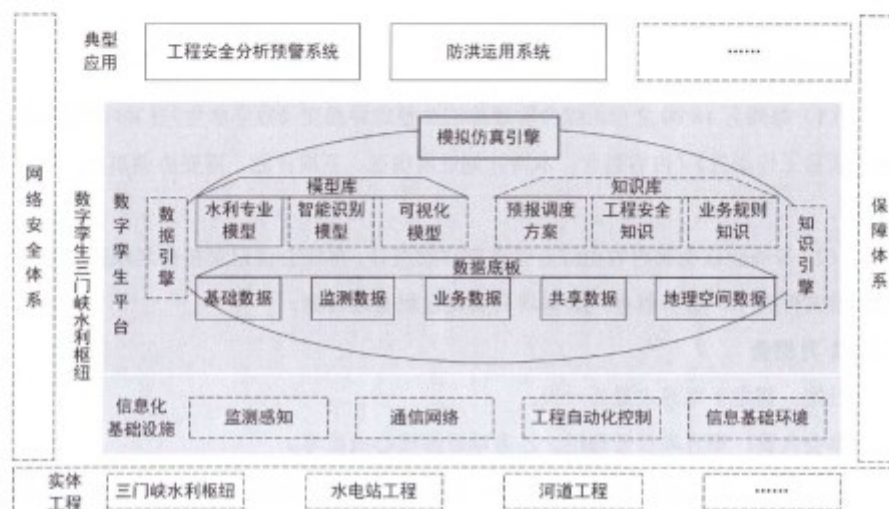 典型
应用
工程安全分析预警系统
防洪运用系统
……
网络安全体系
数字孪生三门峡水利枢纽
数字孪生平台
模拟仿真引擎
数据引擎
模型库
水利专业
模型
智能识别
模型
可视化
模型
知识库
预报调度
方案
工程安全
知识
业务规则
知识
知识引擎
数据底板
基础数据
监测数据
业务数据
共享数据
地理空间数据
信息化
基础设施
监测感知
通信网络
工程自动化控制
信息基础环境
保障体系
实体
工程
三门峡水利枢纽
水电站工程
河道工程
……